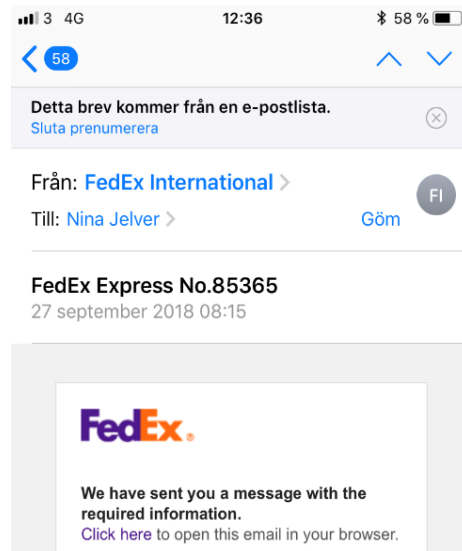 3 4G 12:36 58 %
58
Detta brev kommer från en e-postlista.
Sluta prenumerera
Från: FedEx International
FI
Till: Nina Jelver Göm
FedEx Express No.85365
27 september 2018 08:15
FedEx®
We have sent you a message with the
required information.
Click here to open this email in your browser.